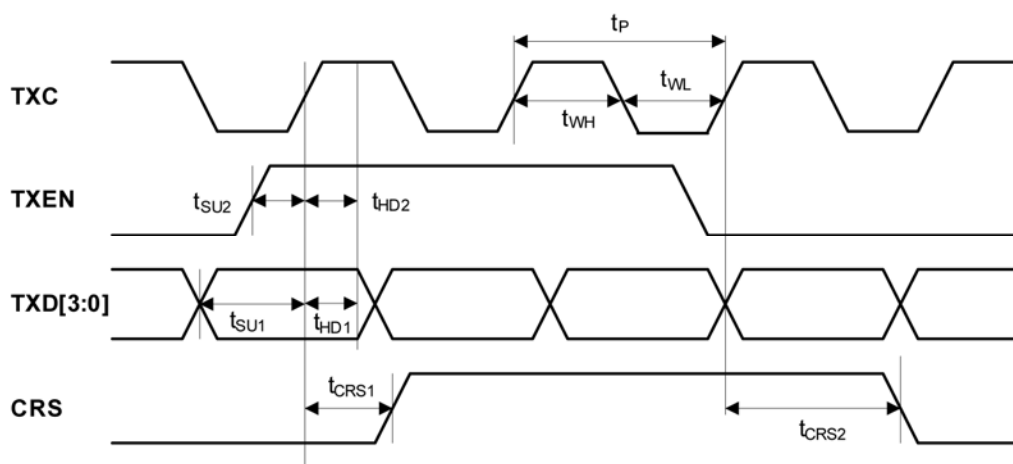 tP
TXC
tWH
tWL
TXEN
tSU2
tHD2
TXD[3:0]
tSU1
tHD1
CRS
tCRS1
tCRS2